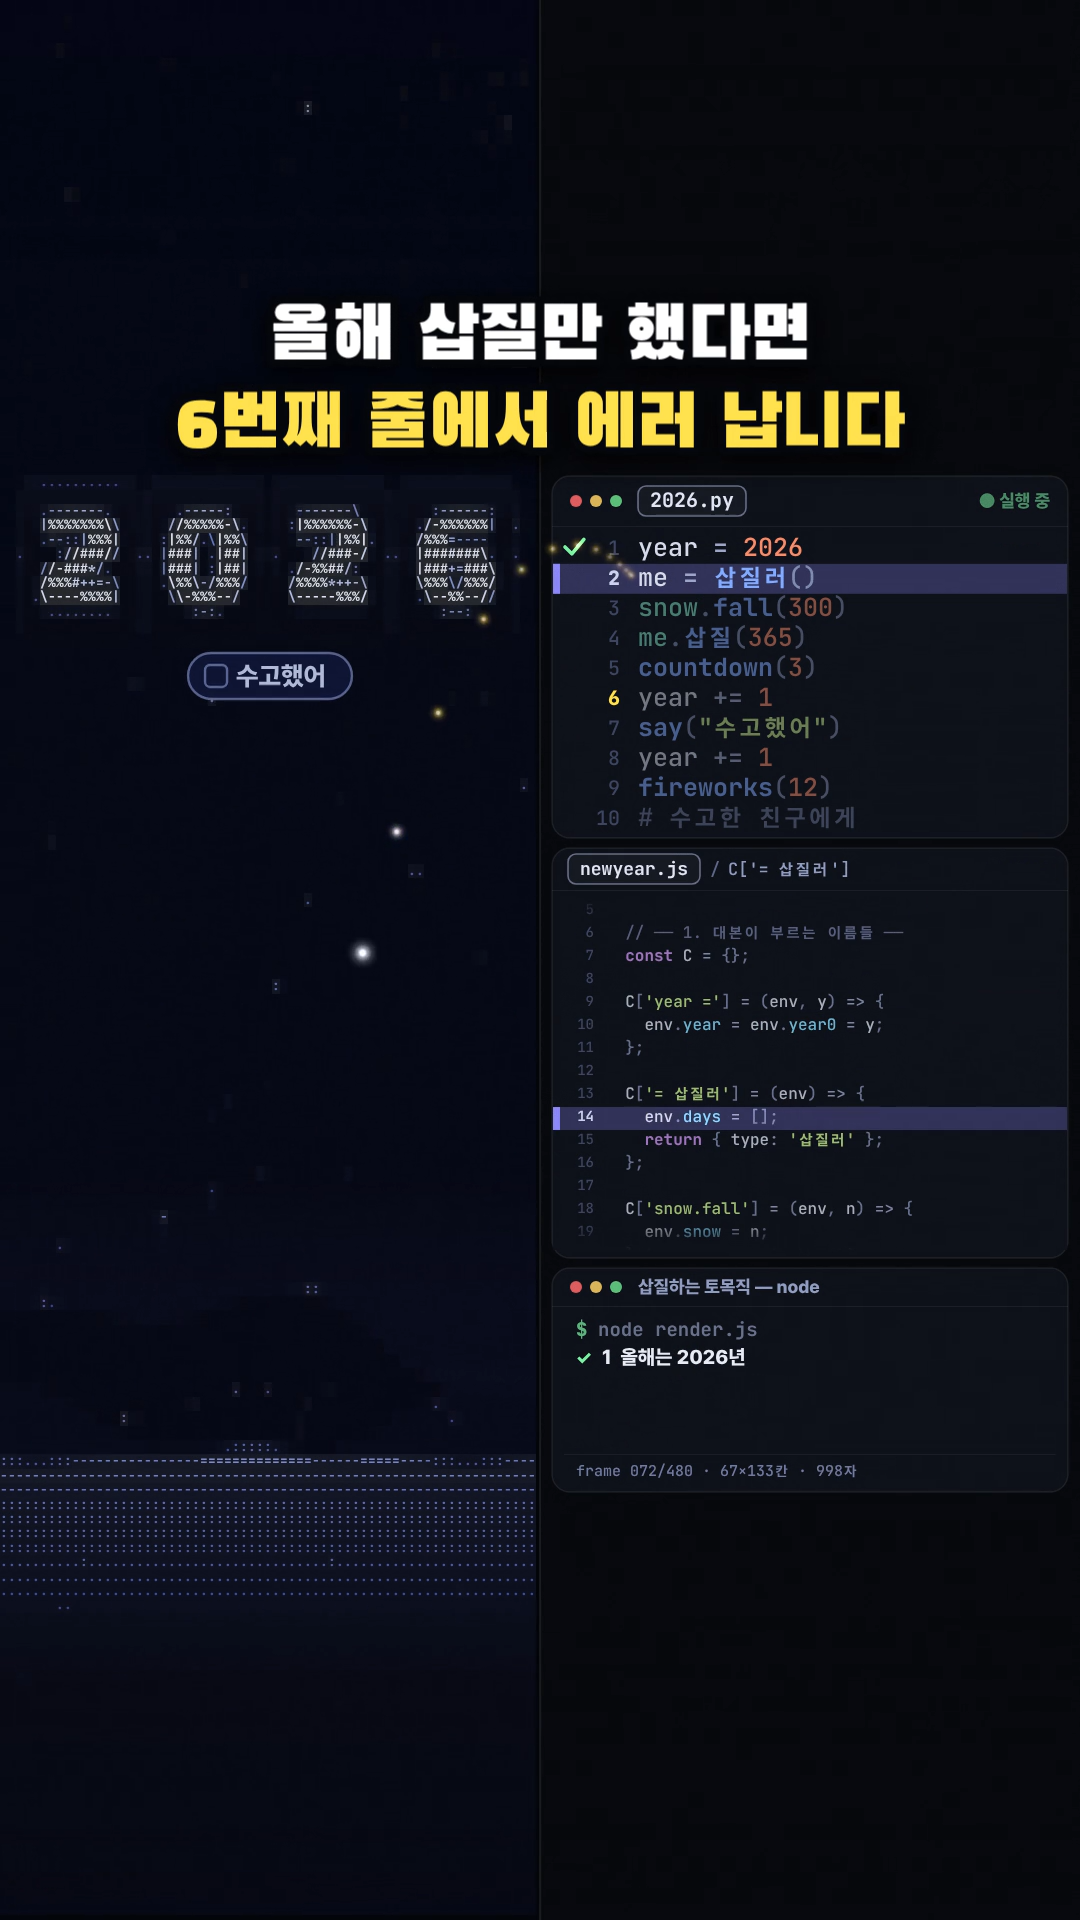 올해 삽질만 했다면
6번째 줄에서 에러 납니다
2026
수고했어
2026.py
실행 중
1 year = 2026
2 me = 삽질러()
3 snow.fall(300)
4 me.삽질(365)
5 countdown(3)
6 year += 1
7 say("수고했어")
8 year += 1
9 fireworks(12)
10 # 수고한 친구에게
newyear.js / C['= 삽질러']
5
6 // ── 1. 대본이 부르는 이름들 ──
7 const C = {};
8
9 C['year ='] = (env, y) => {
10 env.year = env.year0 = y;
11 };
12
13 C['= 삽질러'] = (env) => {
14 env.days = [];
15 return { type: '삽질러' };
16 };
17
18 C['snow.fall'] = (env, n) => {
19 env.snow = n;
삽질하는 토목직 — node
$ node render.js
✓ 1 올해는 2026년
frame 072/480 · 67×133칸 · 998자